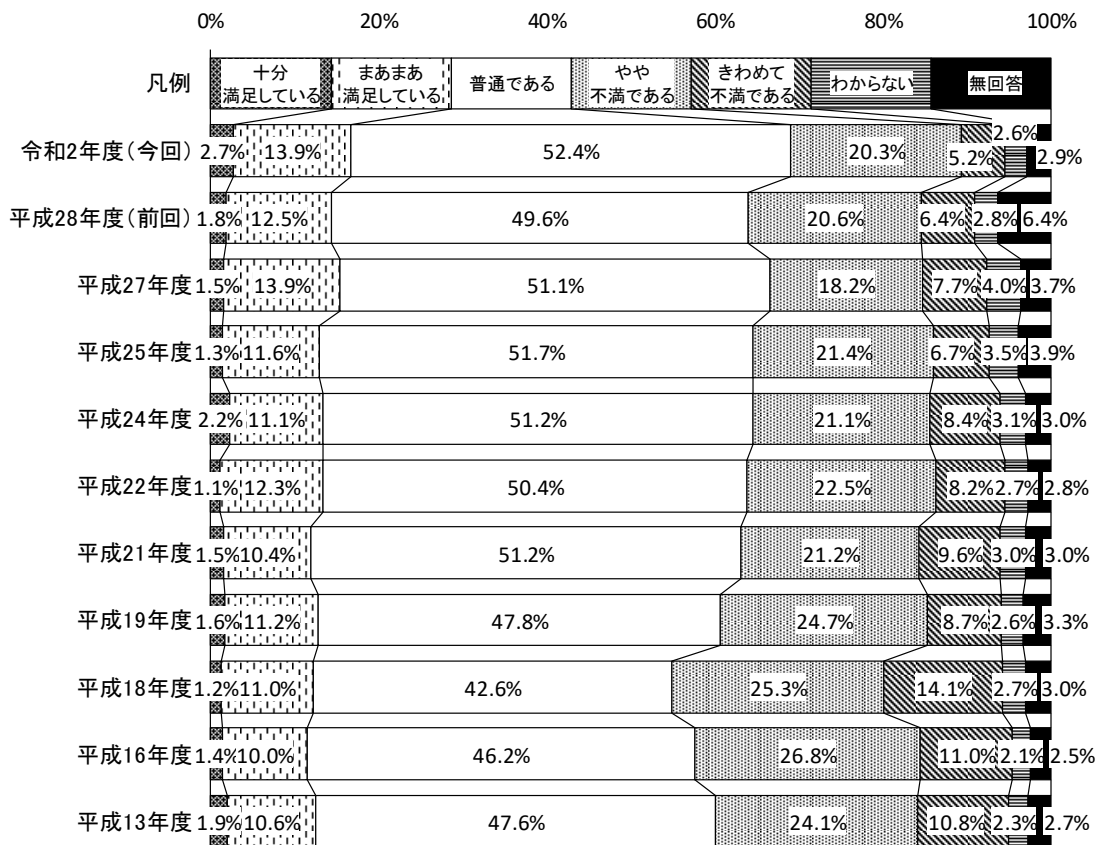 0% 20% 40% 60% 80% 100%
凡例 十分満足している まあまあ満足している 普通である やや不満である きわめて不満である わからない 無回答
令和2年度(今回) 2.7% 13.9% 52.4% 20.3% 5.2% 2.6% 2.9%
平成28年度(前回) 1.8% 12.5% 49.6% 20.6% 6.4% 2.8% 6.4%
平成27年度 1.5% 13.9% 51.1% 18.2% 7.7% 4.0% 3.7%
平成25年度 1.3% 11.6% 51.7% 21.4% 6.7% 3.5% 3.9%
平成24年度 2.2% 11.1% 51.2% 21.1% 8.4% 3.1% 3.0%
平成22年度 1.1% 12.3% 50.4% 22.5% 8.2% 2.7% 2.8%
平成21年度 1.5% 10.4% 51.2% 21.2% 9.6% 3.0% 3.0%
平成19年度 1.6% 11.2% 47.8% 24.7% 8.7% 2.6% 3.3%
平成18年度 1.2% 11.0% 42.6% 25.3% 14.1% 2.7% 3.0%
平成16年度 1.4% 10.0% 46.2% 26.8% 11.0% 2.1% 2.5%
平成13年度 1.9% 10.6% 47.6% 24.1% 10.8% 2.3% 2.7%